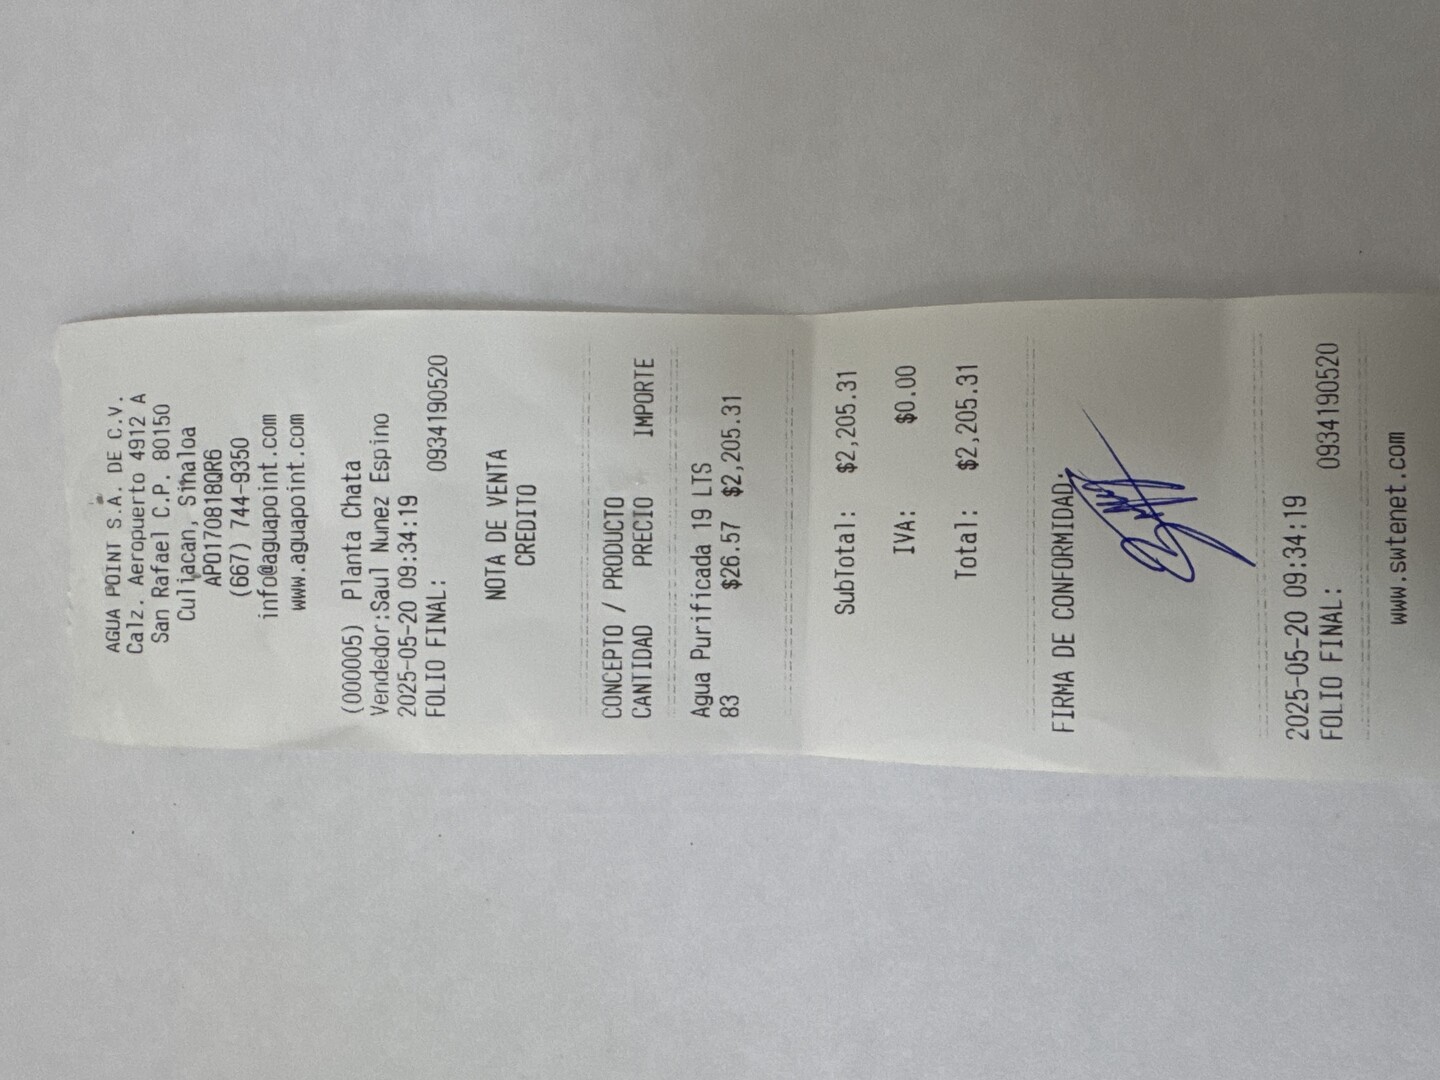 AGUA POINT S.A. DE C.V.
Calz. Aeropuerto 4912 A
San Rafael C.P. 80150
Culiacan, Sinaloa
APO170818QR6
(667) 744-9350
info@aguapoint.com
www.aguapoint.com
(000005) Planta Chata
Vendedor:Saul Nunez Espino
2025-05-20 09:34:19
FOLIO FINAL: 0934190520
NOTA DE VENTA
CREDITO
CONCEPTO / PRODUCTO
CANTIDAD PRECIO IMPORTE
Agua Purificada 19 LTS
83 $26.57 $2,205.31
SubTotal: $2,205.31
IVA: $0.00
Total: $2,205.31
FIRMA DE CONFORMIDAD.
2025-05-20 09:34:19
FOLIO FINAL: 0934190520
www.swtenet.com